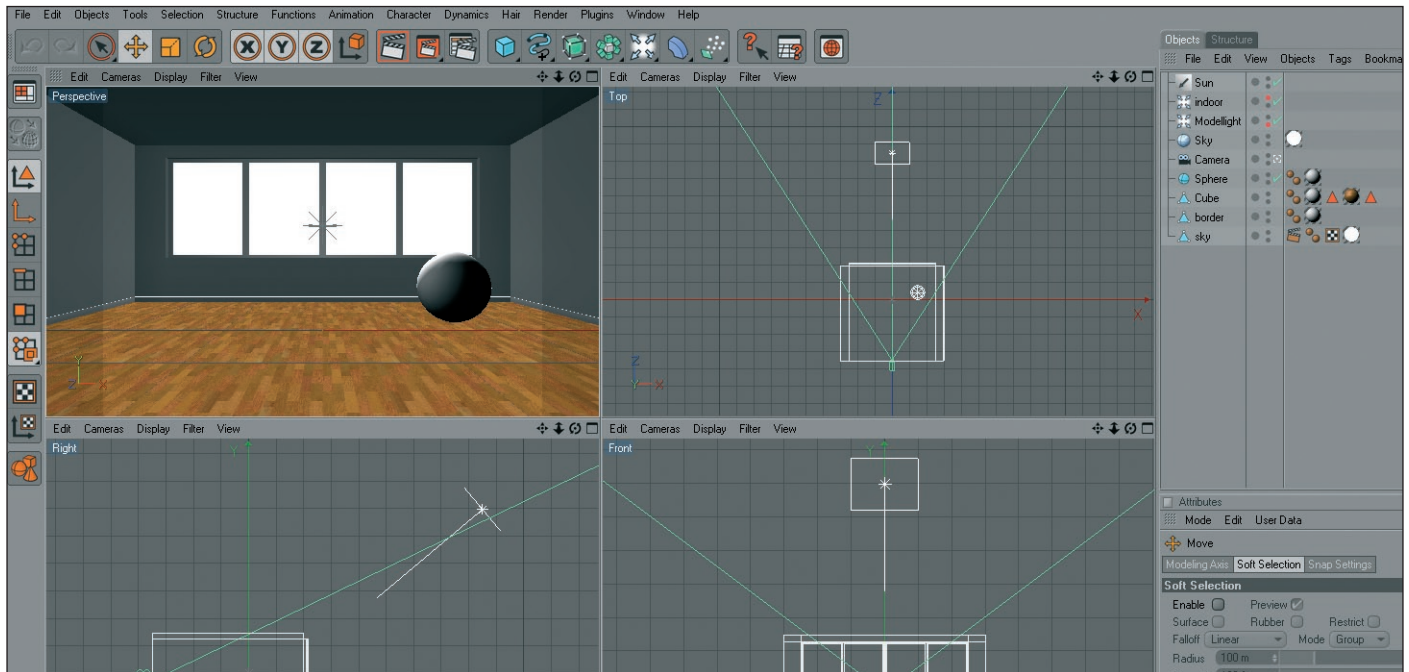 File Edit Objects Tools Selection Structure Functions Animation Character Dynamics Hair Render Plugins Window Help
Objects Structure
File Edit View Objects Tags Bookma
Edit Cameras Display Filter View
Edit Cameras Display Filter View
Perspective
Top
Z
X
Y
Z X
Z
Y X
Sun
indoor
Modellight
Sky
Camera
Sphere
Cube
border
sky
Edit Cameras Display Filter View
Edit Cameras Display Filter View
Right
Y
Front
Y
Attributes
Mode Edit User Data
Move
Modeling Axis Soft Selection Snap Settings
Soft Selection
Enable Preview
Surface Rubber Restrict
Falloff Linear Mode Group
Radius 100 m